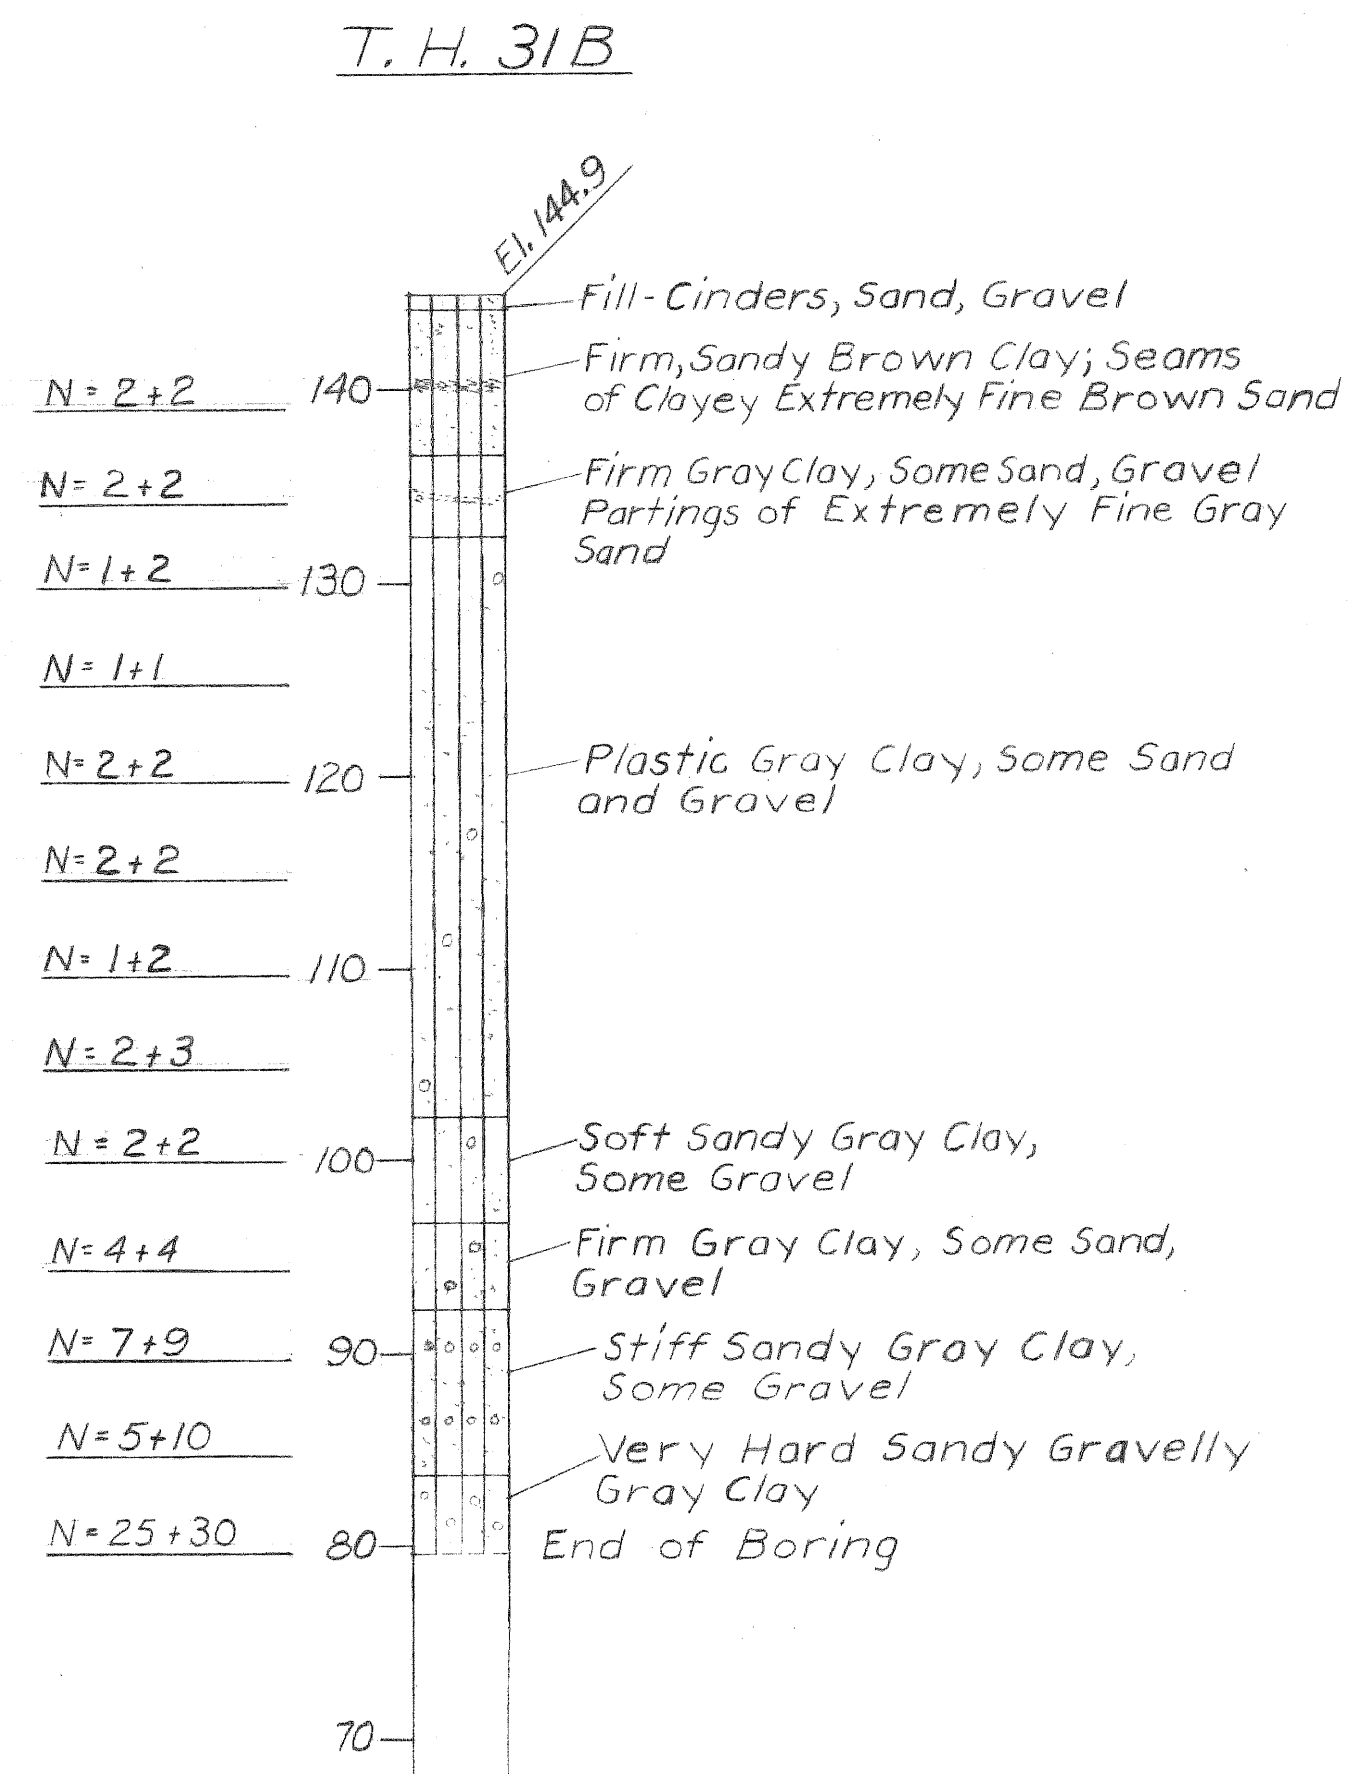 T. H. 31B
El. 144.9
Fill-Cinders, Sand, Gravel
Firm, Sandy Brown Clay; Seams
of Clayey Extremely Fine Brown Sand
N = 2+2
140
Firm Gray Clay, Some Sand, Gravel
Partings of Extremely Fine Gray
Sand
N = 2+2
N = 1+2
130
N = 1+1
N = 2+2
120
Plastic Gray Clay, Some Sand
and Gravel
N = 2+2
N = 1+2
110
N = 2+3
N = 2+2
100
Soft Sandy Gray Clay,
Some Gravel
N = 4+4
Firm Gray Clay, Some Sand,
Gravel
N = 7+9
90
Stiff Sandy Gray Clay,
Some Gravel
N = 5+10
Very Hard Sandy Gravelly
Gray Clay
N = 25+30
80
End of Boring
70